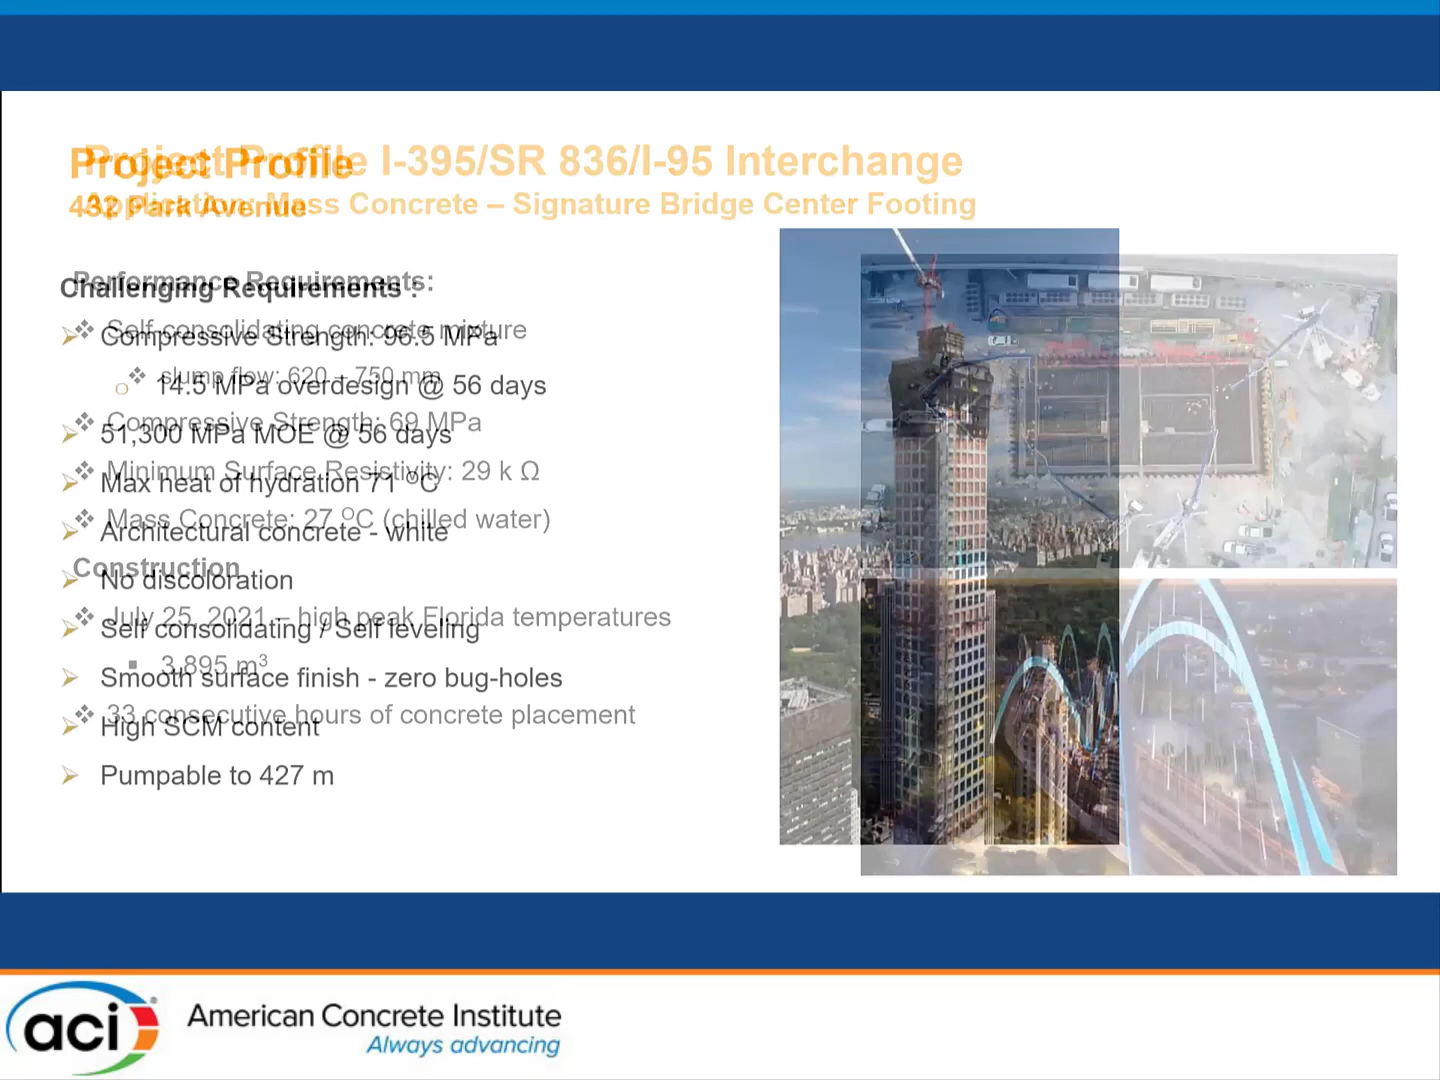 Project Profile
432 Park Avenue
Challenging Requirements :
Compressive Strength: 96.5 MPa
14.5 MPa overdesign @ 56 days
51,300 MPa MOE @ 56 days
Max heat of hydration 71 ºC
Architectural concrete - white
No discoloration
Self consolidating / Self leveling
Smooth surface finish - zero bug-holes
High SCM content
Pumpable to 427 m
Project Profile I-395/SR 836/I-95 Interchange
Application: Mass Concrete – Signature Bridge Center Footing
Performance Requirements:
Self-consolidating concrete mixture
slump flow: 620 – 750 mm
Compressive Strength: 69 MPa
Minimum Surface Resistivity: 29 k Ω
Mass Concrete: 27 ºC (chilled water)
Construction
July 25, 2021 – high peak Florida temperatures
3,895 m³
33 consecutive hours of concrete placement
aci
American Concrete Institute
Always advancing